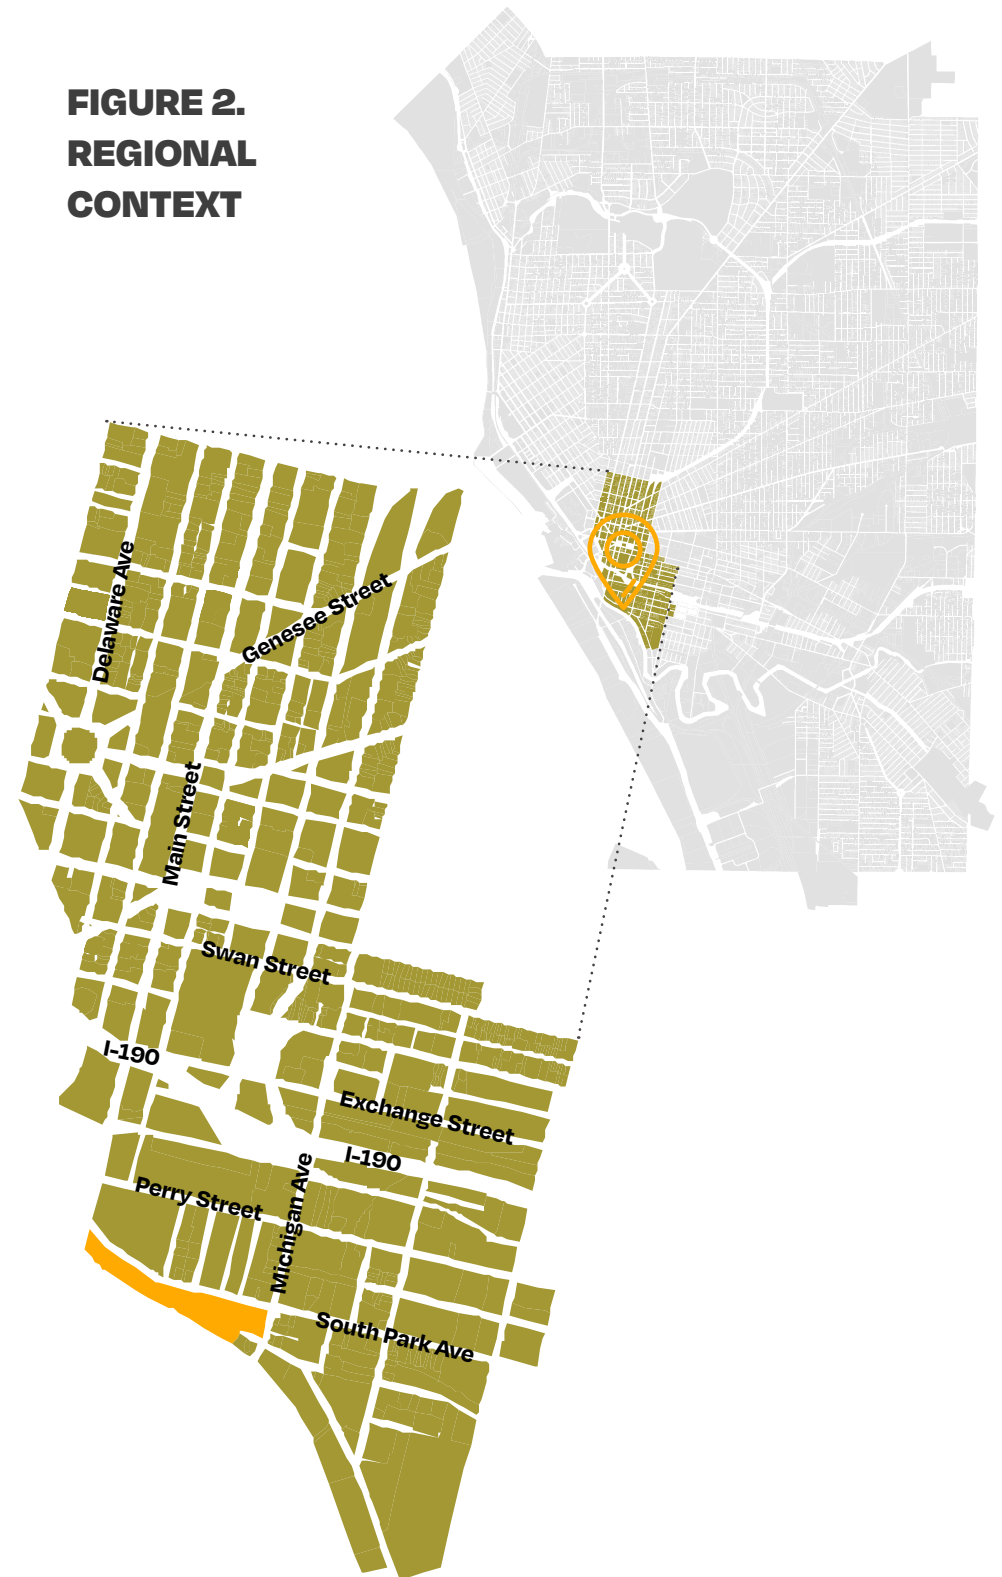 FIGURE 2.
REGIONAL
CONTEXT
Delaware Ave
Genesee Street
Main Street
Swan Street
I-190
Exchange Street
I-190
Perry Street
Michigan Ave
South Park Ave